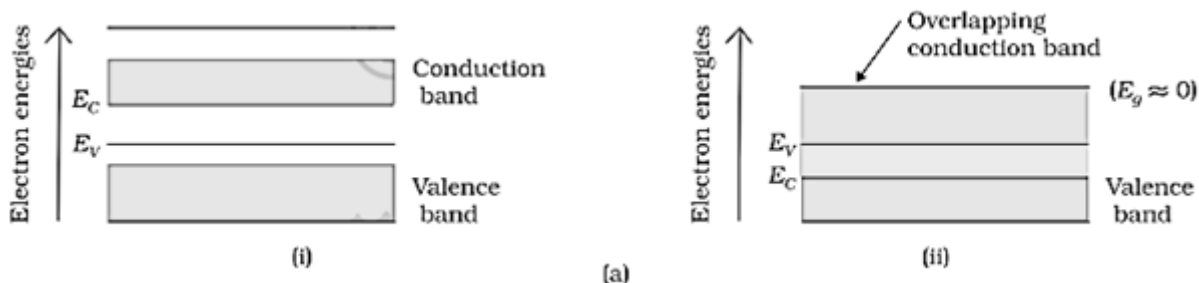 Electron energies
E_C
E_V
Conduction
band
Valence
band
(i)
(a)
Electron energies
Overlapping
conduction band
(E_g ≈ 0)
E_V
E_C
Valence
band
(ii)